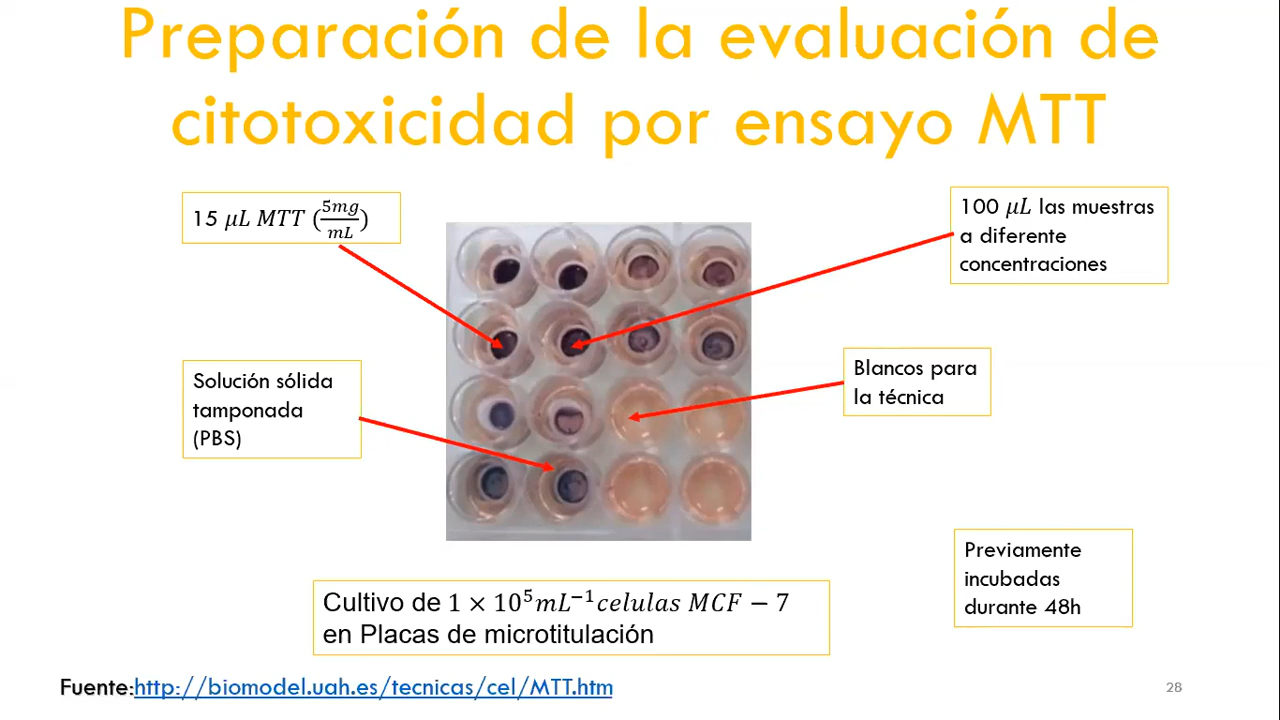 Preparación de la evaluación de
citotoxicidad por ensayo MTT
15 𝜇𝐿 𝑀𝑇𝑇 (5𝑚𝑔/𝑚𝐿)
100 𝜇𝐿 las muestras
a diferente
concentraciones
Solución sólida
tamponada
(PBS)
Blancos para
la técnica
Previamente
incubadas
durante 48h
Cultivo de 1 × 10⁵𝑚𝐿⁻¹𝑐𝑒𝑙𝑢𝑙𝑎𝑠 𝑀𝐶𝐹 − 7
en Placas de microtitulación
Fuente:http://biomodel.uah.es/tecnicas/cel/MTT.htm
28